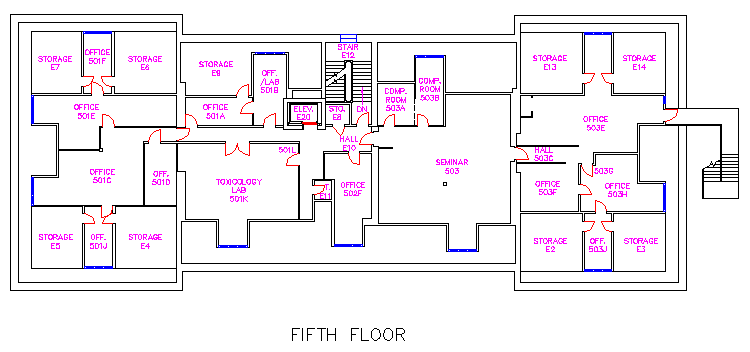 STORAGE
E7
OFFICE
501F
STORAGE
E6
STORAGE
E9
OFF.
/LAB
501B
STAIR
E12
COMP.
ROOM
503A
COMP.
ROOM
503B
STORAGE
E13
STORAGE
E14
OFFICE
501E
OFFICE
501A
ELEV.
E20
STO.
E8
DN
HALL
E10
OFFICE
503E
OFFICE
501C
OFF.
501D
TOXICOLOGY
LAB
501K
501L
T.
E11
OFFICE
502F
SEMINAR
503
HALL
503C
503G
OFFICE
503F
OFFICE
503H
STORAGE
E5
OFF.
501J
STORAGE
E4
STORAGE
E2
OFF.
503J
STORAGE
E3
FIFTH FLOOR